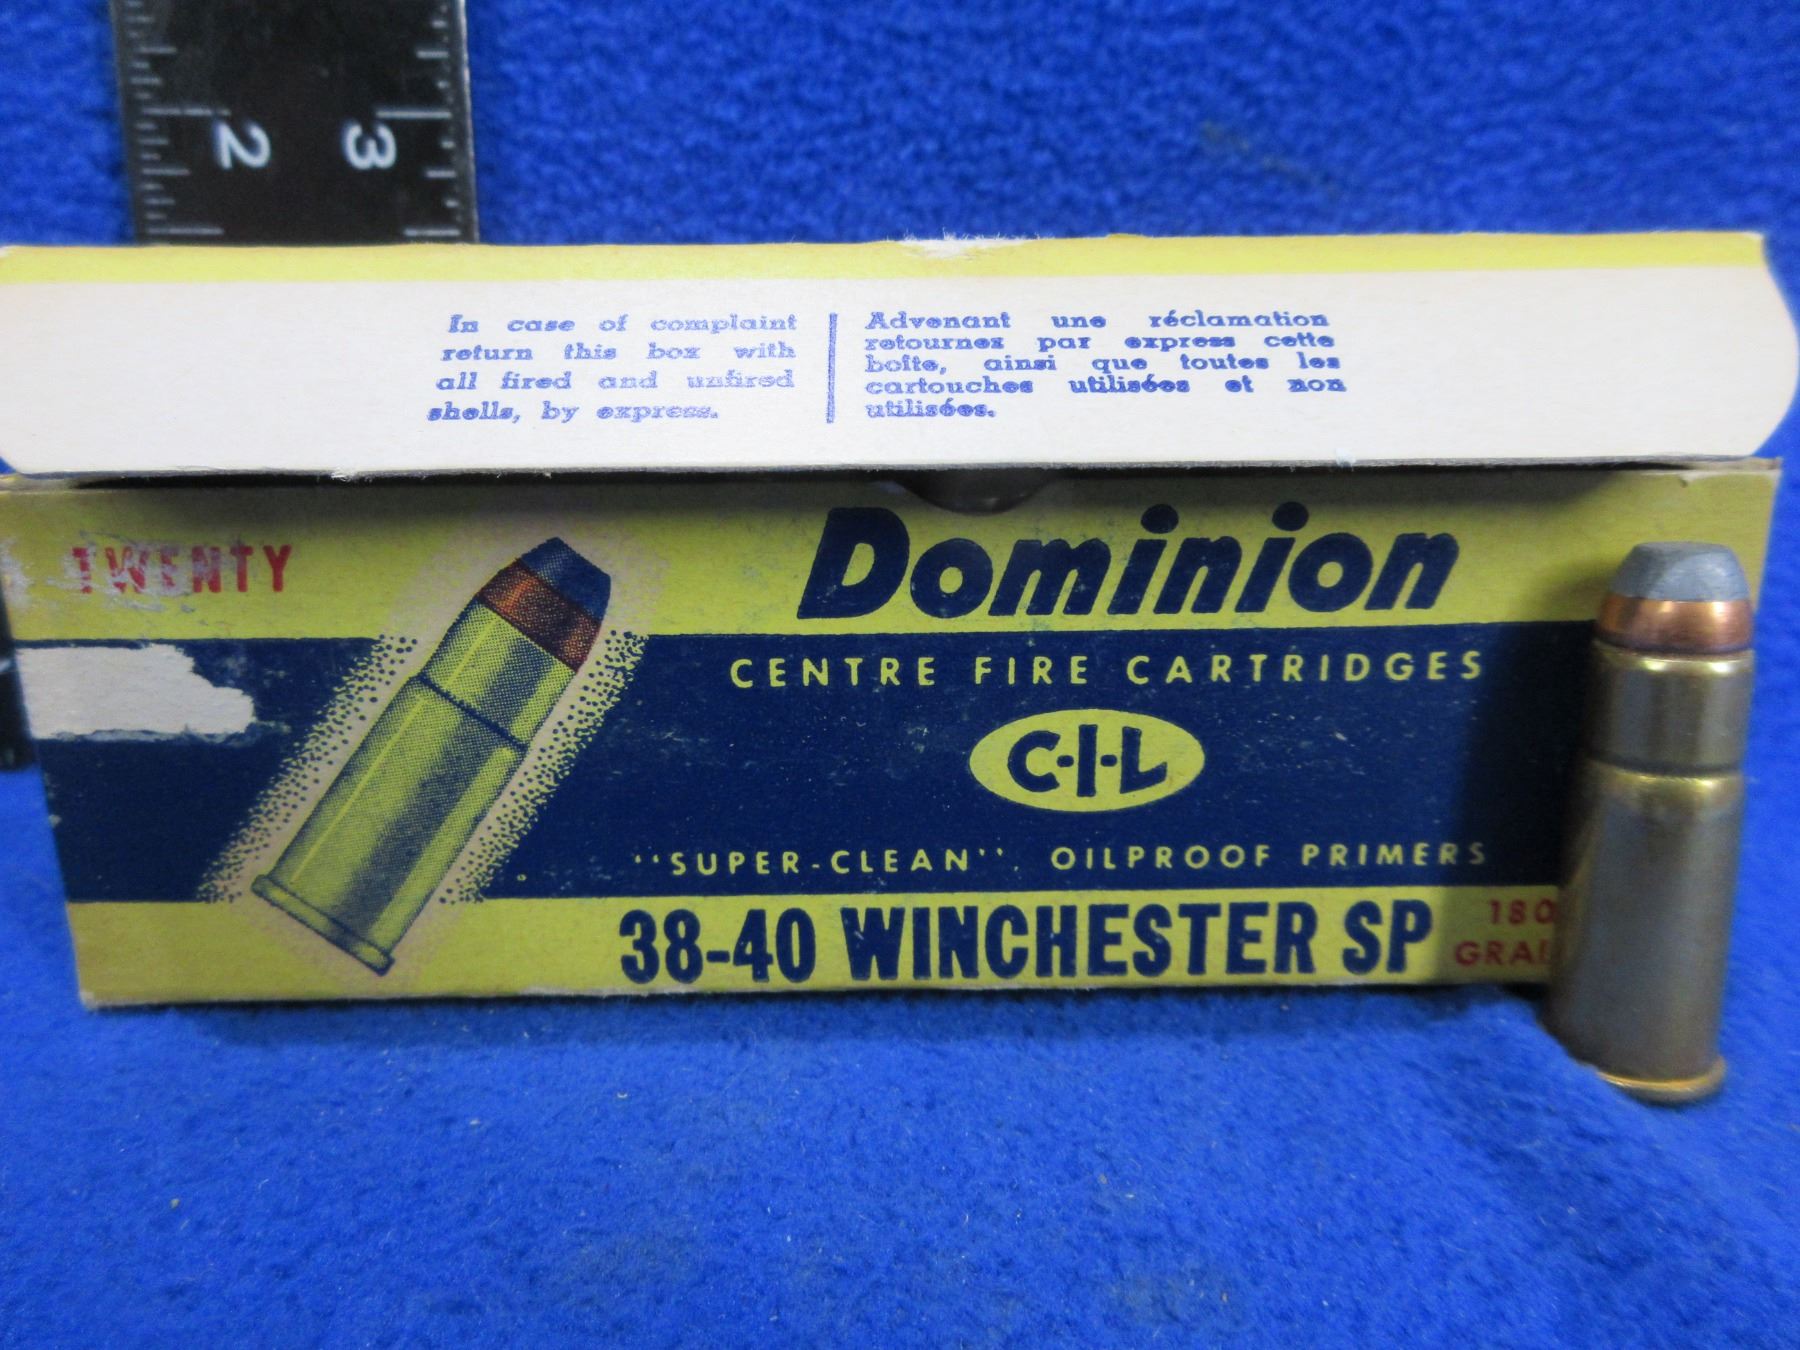 2 3
In case of complaint
return this box with
all fired and unfired
shells, by express.
Advenant une réclamation
retournez par express cette
boîte, ainsi que toutes les
cartouches utilisées et non
utilisées.
TWENTY
Dominion
CENTRE FIRE CARTRIDGES
C-I-L
"SUPER-CLEAN" OILPROOF PRIMERS
38-40 WINCHESTER SP
180
GRAI